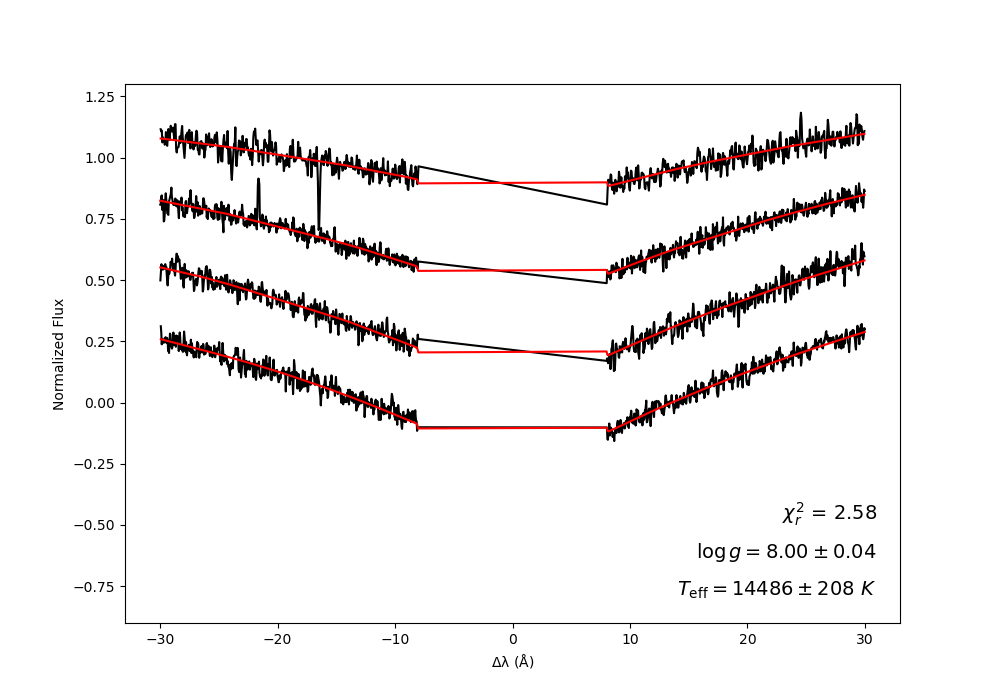 1.25
1.00
0.75
0.50
0.25
0.00
−0.25
−0.50
−0.75
Normalized Flux
χ²ᵣ = 2.58
log g = 8.00 ± 0.04
T_eff = 14486 ± 208 K
−30 −20 −10 0 10 20 30
Δλ (Å)